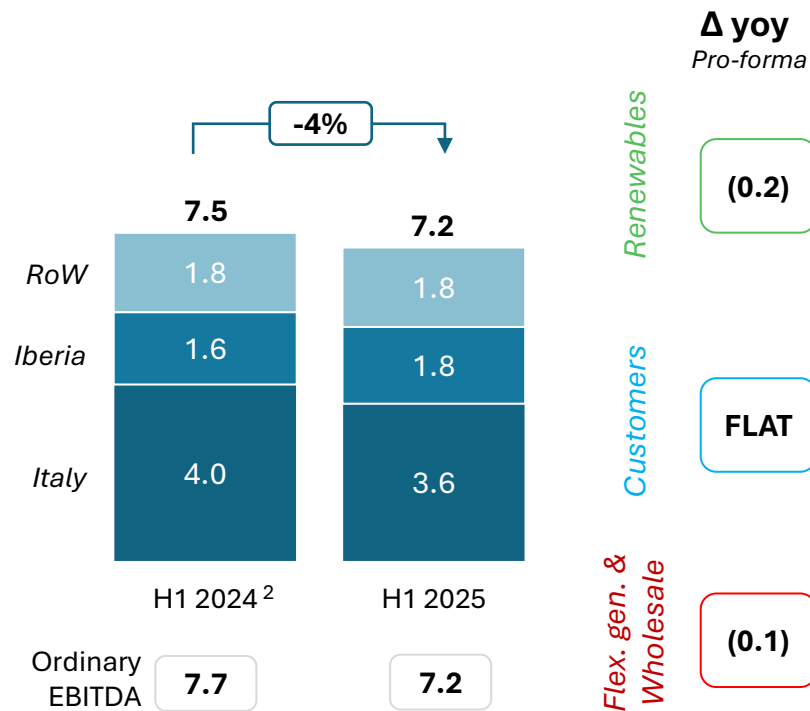 Δ yoy
Pro-forma
-4%
7.5
7.2
RoW
1.8
1.8
Iberia
1.6
1.8
Italy
4.0
3.6
H1 2024 2
H1 2025
Ordinary
EBITDA
7.7
7.2
Renewables
(0.2)
Customers
FLAT
Flex. gen. &
Wholesale
(0.1)